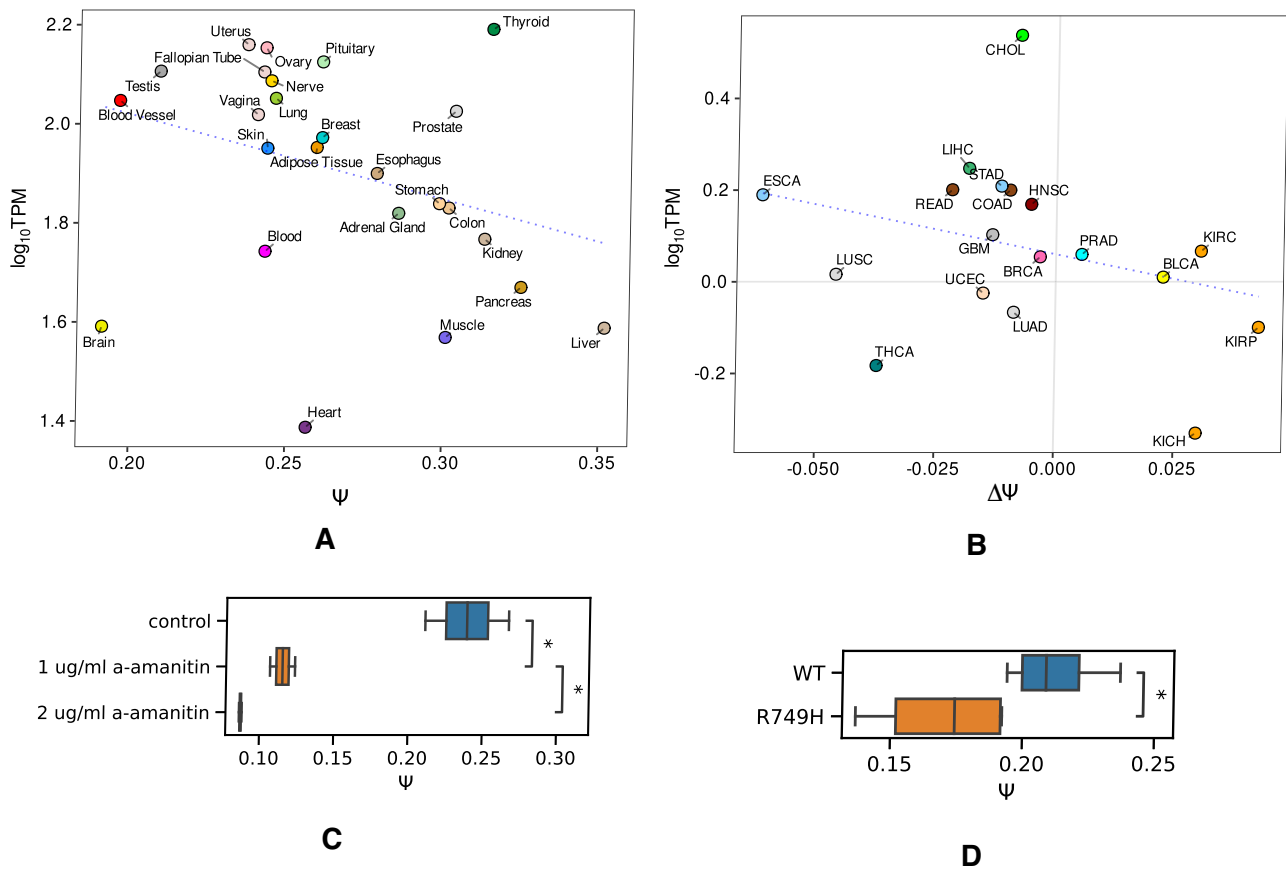 2.2
2.0
1.8
1.6
1.4
log10TPM
Thyroid
Uterus
Pituitary
Ovary
Fallopian Tube
Nerve
Testis
Vagina
Lung
Blood Vessel
Prostate
Breast
Skin
Adipose Tissue
Esophagus
Stomach
Adrenal Gland
Colon
Blood
Kidney
Pancreas
Muscle
Brain
Liver
Heart
0.20 0.25 0.30 0.35
Ψ
A
0.4
0.2
0.0
-0.2
log10TPM
CHOL
LIHC
STAD
ESCA
HNSC
READ
COAD
GBM
PRAD
KIRC
LUSC
BRCA
BLCA
UCEC
LUAD
KIRP
THCA
KICH
-0.050 -0.025 0.000 0.025
ΔΨ
B
control
1 ug/ml a-amanitin
2 ug/ml a-amanitin
*
*
0.10 0.15 0.20 0.25 0.30
Ψ
C
WT
R749H
*
0.15 0.20 0.25
Ψ
D